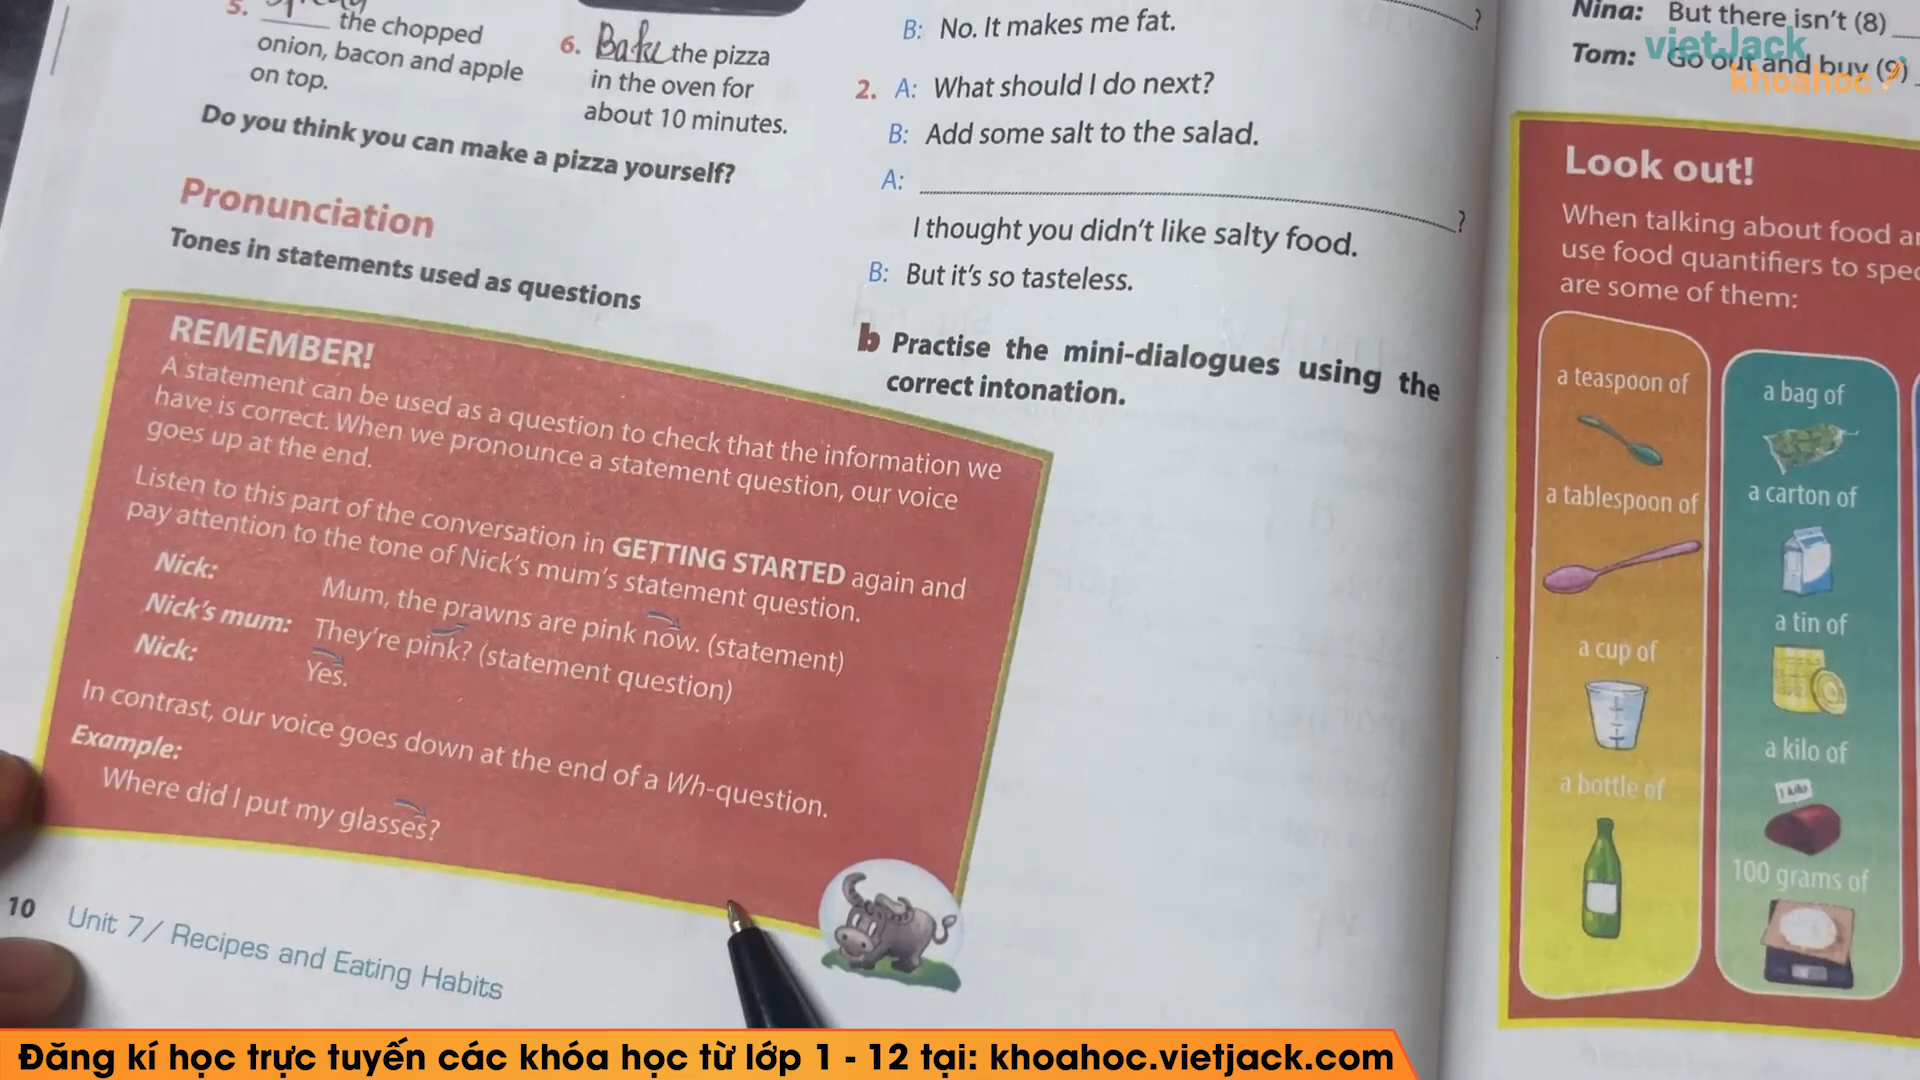 5. ____ the chopped
onion, bacon and apple
on top.
6. Bake the pizza
in the oven for
about 10 minutes.
Do you think you can make a pizza yourself?
Pronunciation
Tones in statements used as questions
REMEMBER!
A statement can be used as a question to check that the information we
have is correct. When we pronounce a statement question, our voice
goes up at the end.
Listen to this part of the conversation in GETTING STARTED again and
pay attention to the tone of Nick's mum's statement question.
Nick: Mum, the prawns are pink now. (statement)
Nick's mum: They're pink? (statement question)
Nick: Yes.
In contrast, our voice goes down at the end of a Wh-question.
Example:
Where did I put my glasses?
10 Unit 7/ Recipes and Eating Habits
?
B: No. It makes me fat.
2. A: What should I do next?
B: Add some salt to the salad.
A: ____?
I thought you didn't like salty food.
B: But it's so tasteless.
b Practise the mini-dialogues using the
correct intonation.
Nina: But there isn't (8) __
Tom: Go out and buy (9) _
vietJack
khoahoc
Look out!
When talking about food
use food quantifiers to
are some of them:
a teaspoon of
a tablespoon of
a cup of
a bottle of
a bag of
a carton of
a tin of
a kilo of
1 kilo
100 grams of
Đăng kí học trực tuyến các khóa học từ lớp 1 - 12 tại: khoahoc.vietjack.com